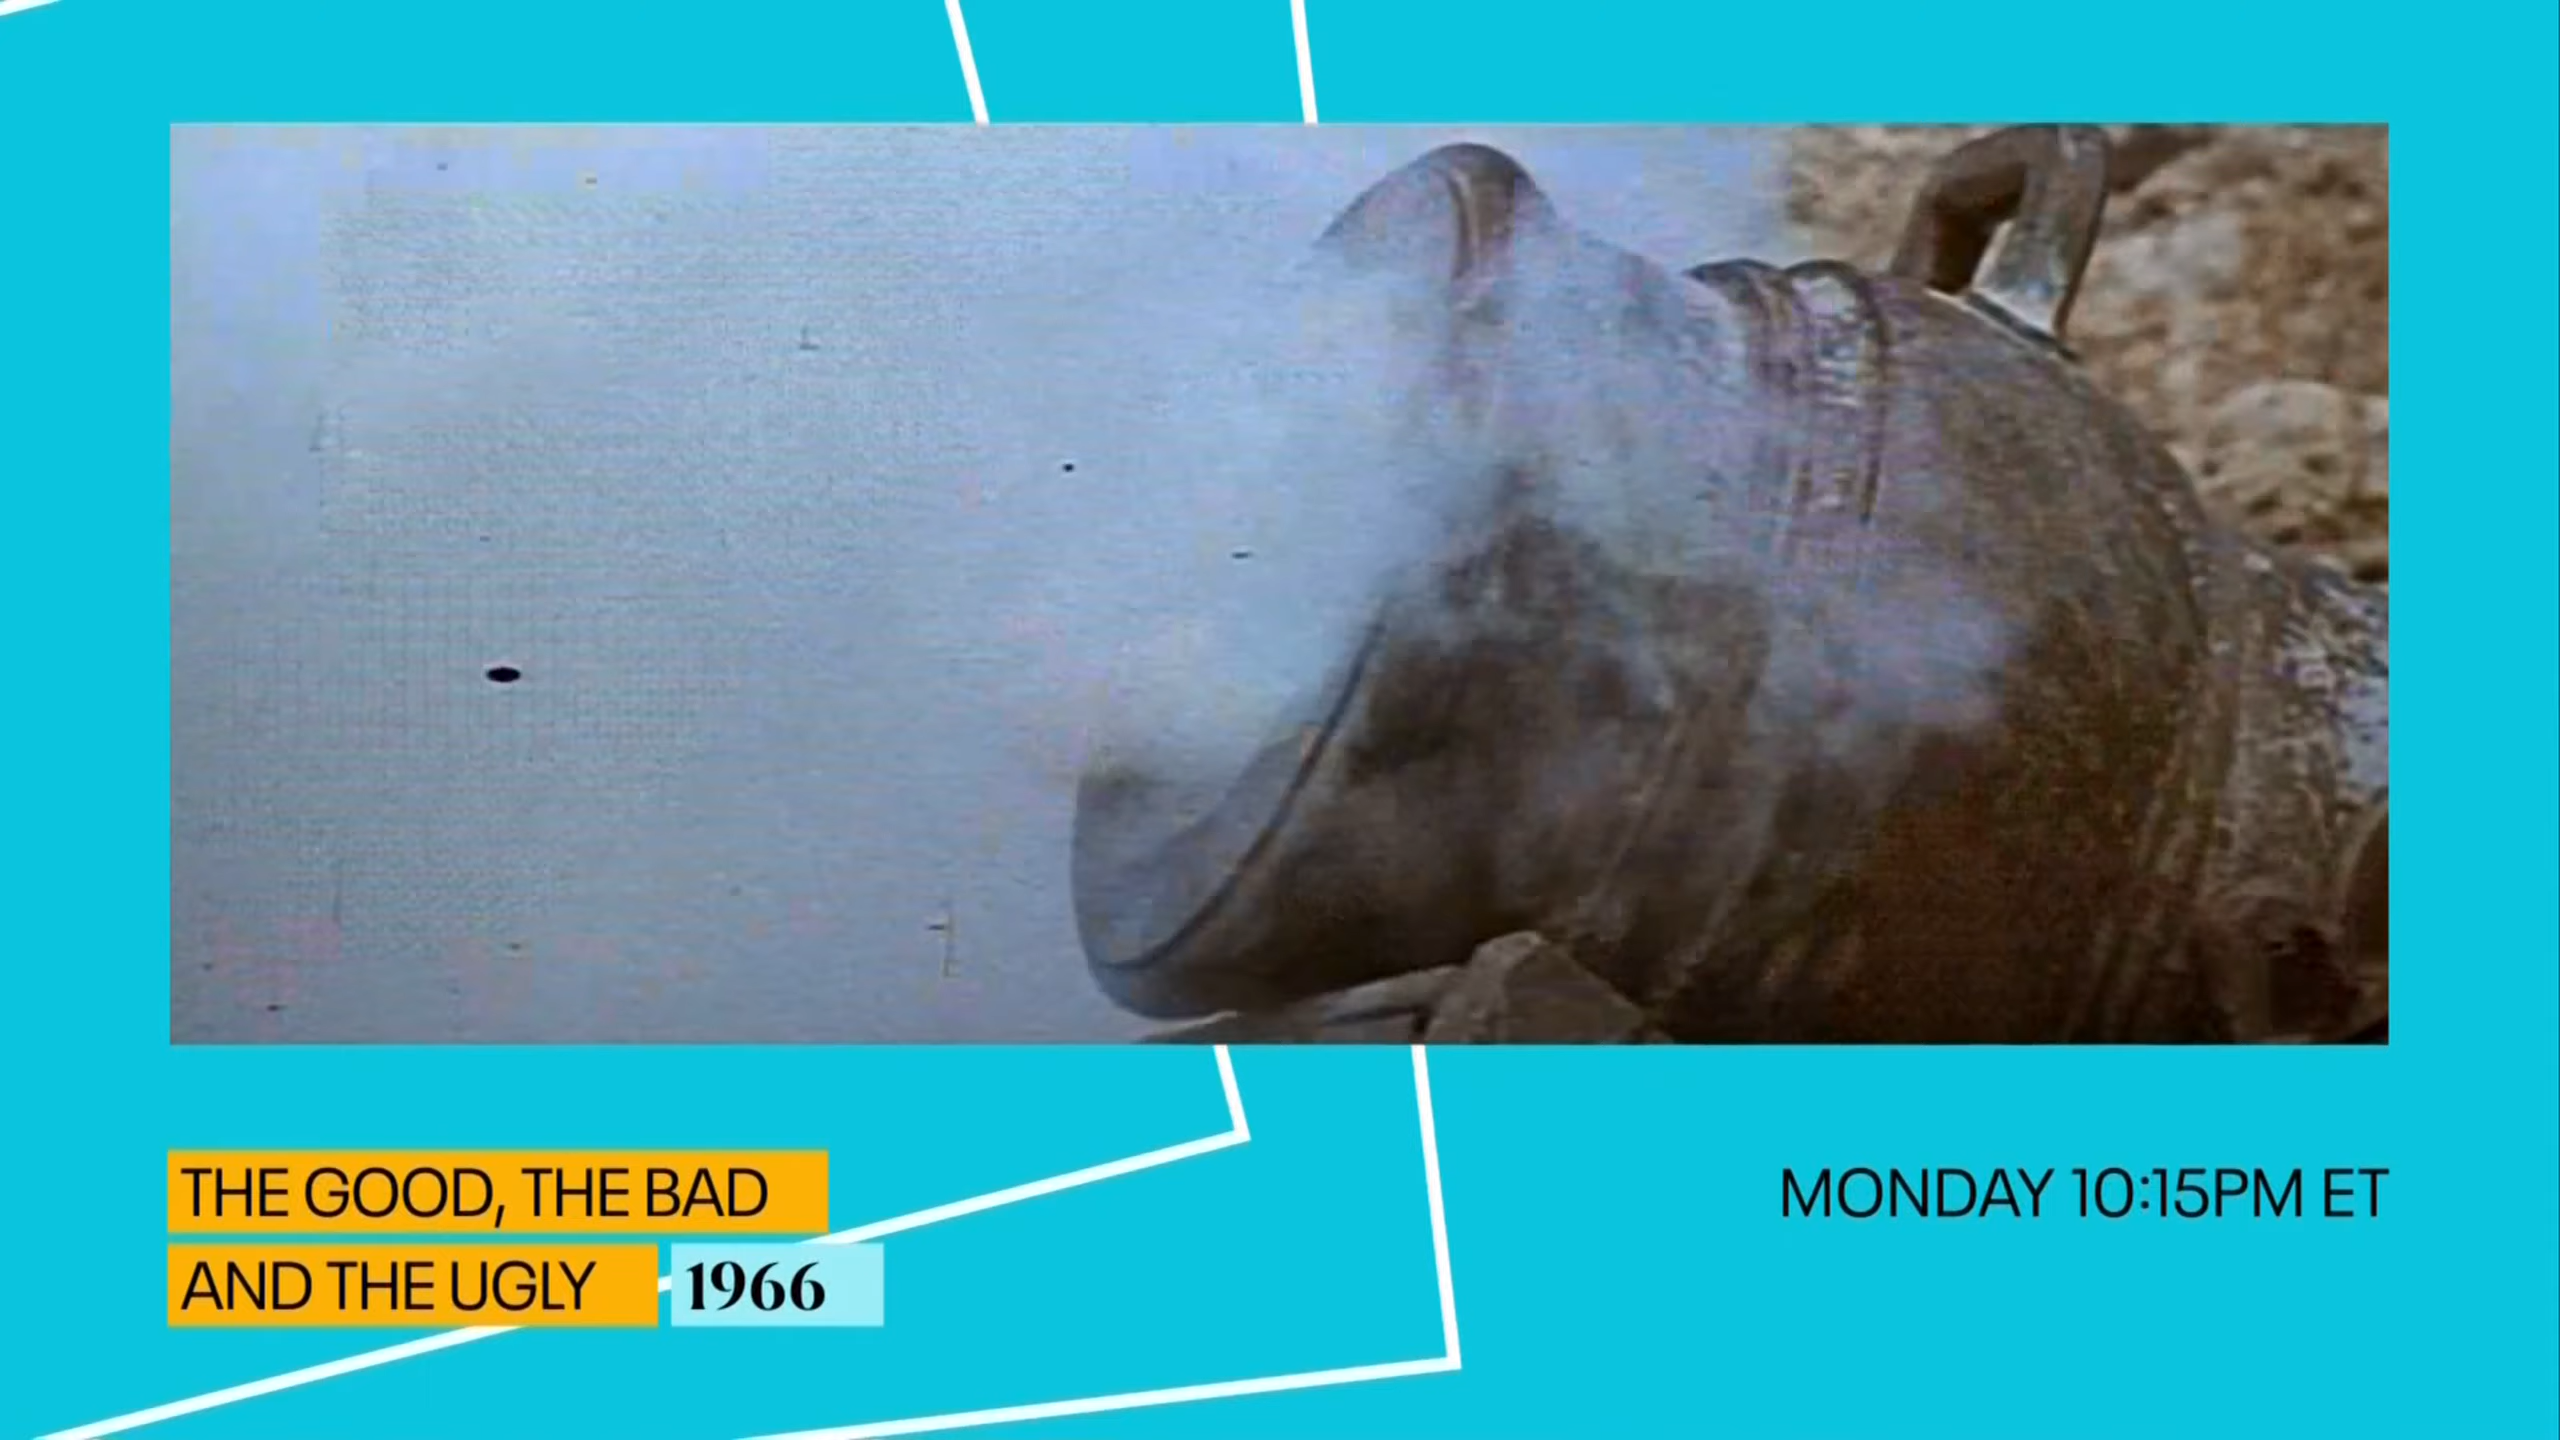 THE GOOD, THE BAD
AND THE UGLY 1966
MONDAY 10:15PM ET